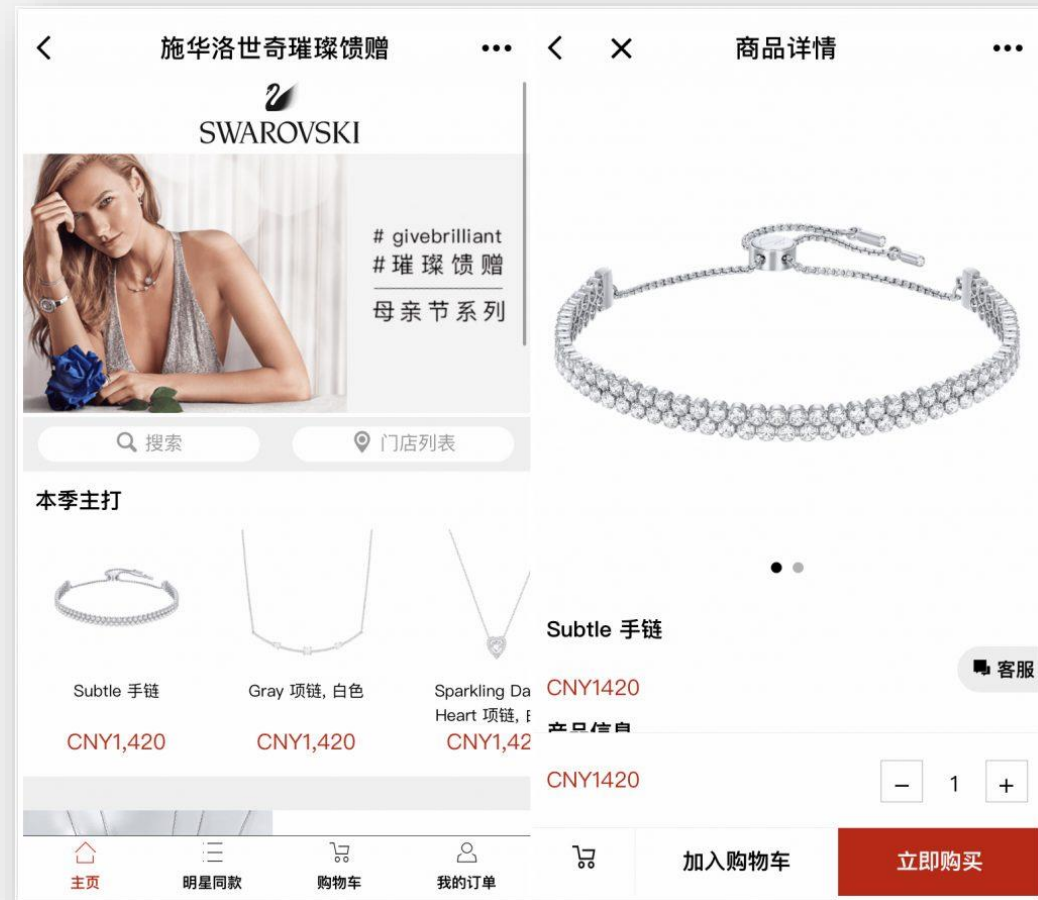 施华洛世奇璀璨馈赠
SWAROVSKI
# givebrilliant
#璀璨馈赠
母亲节系列
搜索
门店列表
本季主打
Subtle 手链
CNY1,420
Gray 项链, 白色
CNY1,420
Sparkling Da
Heart 项链,
CNY1,42
主页
明星同款
购物车
我的订单
商品详情
Subtle 手链
客服
CNY1420
产品信息
CNY1420
1
加入购物车
立即购买